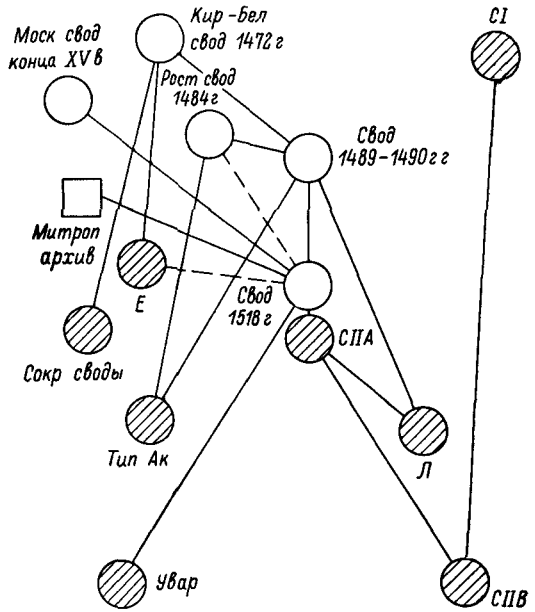 Моск свод
конца XV в
Кир-Бел
свод 1472 г
Рост свод
1484 г
СI
Свод
1489-1490 г г
Митроп
архив
Е
Свод
1518 г
СIIА
Сокр своды
Тип Ак
Л
Увар
СIIВ